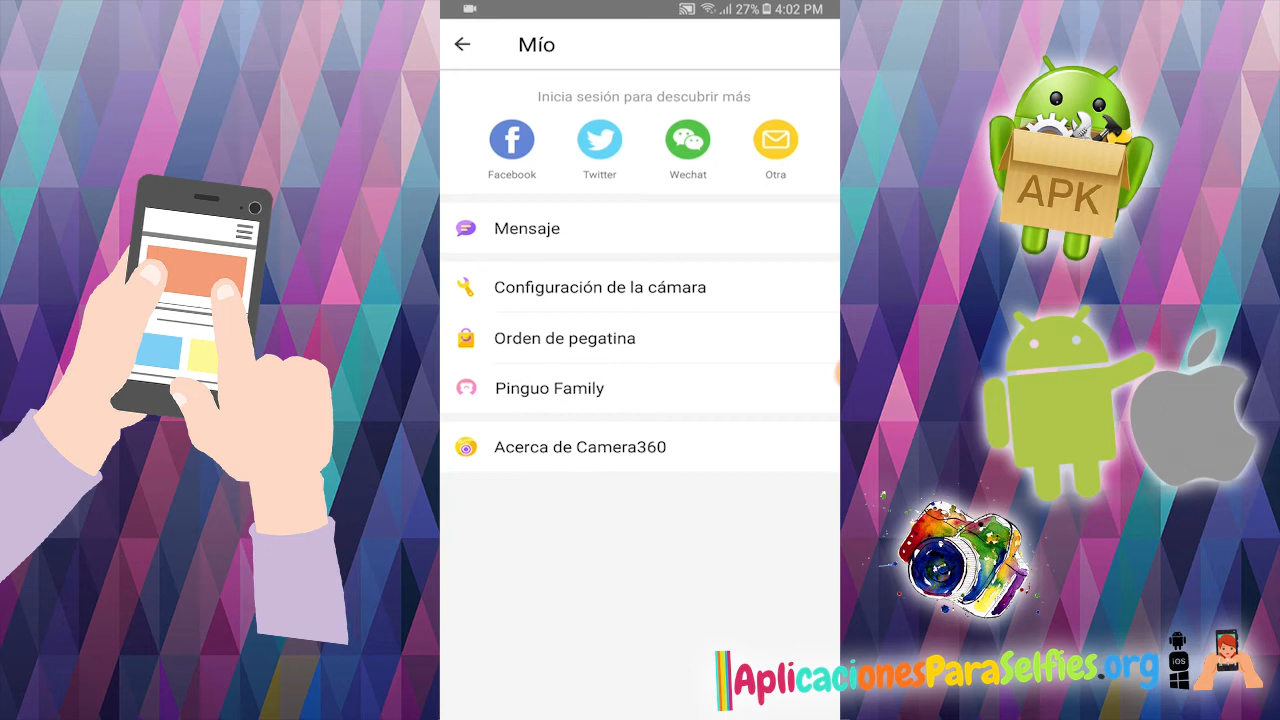 27% 4:02 PM
Mío
Inicia sesión para descubrir más
Facebook Twitter Wechat Otra
Mensaje
Configuración de la cámara
Orden de pegatina
Pinguo Family
Acerca de Camera360
APK
AplicacionesParaSelfies.org
iOS